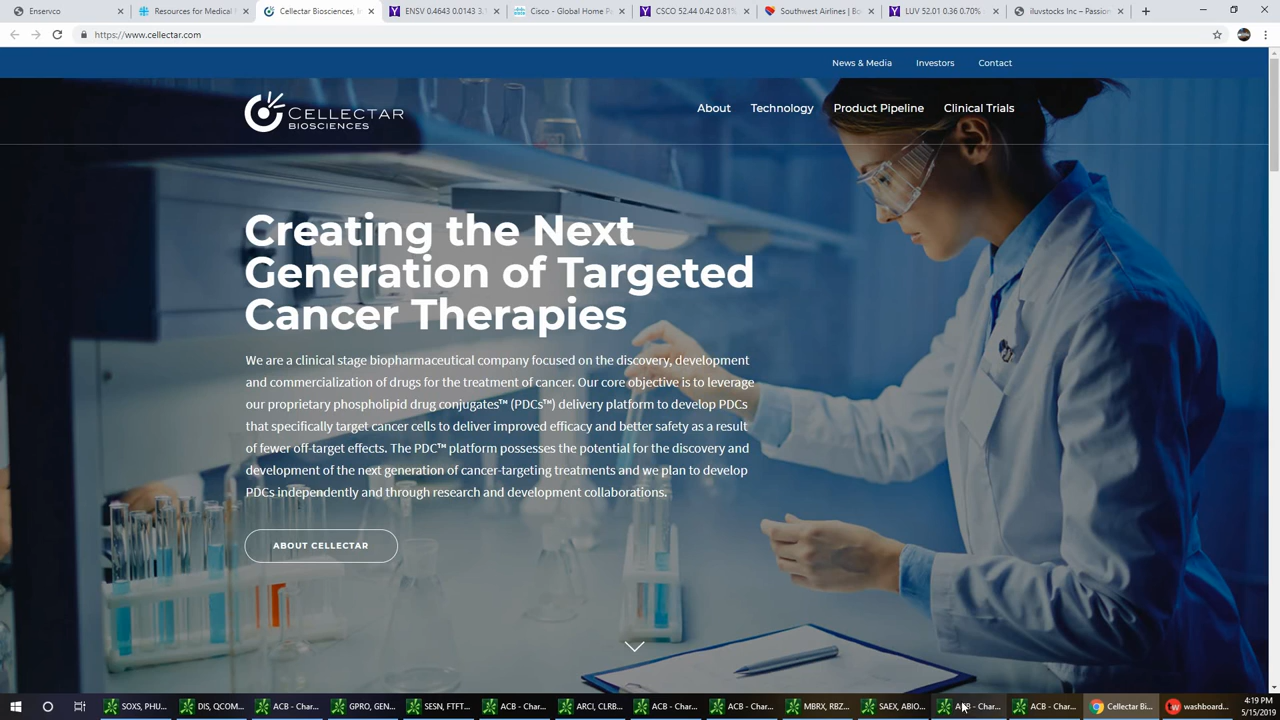 Enservco
Resources for Medical
Cellectar Biosciences, I
ENSV 0.4643 0.0143 3.
Cisco - Global Home P
CSCO 52.44 0.42 0.81%
Southwest Airlines | Bo
LUV 52.01 0.36 0.70%
iluvstocks Inc – Passion
https://www.cellectar.com
News & Media
Investors
Contact
CELLECTAR
BIOSCIENCES
About
Technology
Product Pipeline
Clinical Trials
Creating the Next
Generation of Targeted
Cancer Therapies
We are a clinical stage biopharmaceutical company focused on the discovery, development
and commercialization of drugs for the treatment of cancer. Our core objective is to leverage
our proprietary phospholipid drug conjugates™ (PDCs™) delivery platform to develop PDCs
that specifically target cancer cells to deliver improved efficacy and better safety as a result
of fewer off-target effects. The PDC™ platform possesses the potential for the discovery and
development of the next generation of cancer-targeting treatments and we plan to develop
PDCs independently and through research and development collaborations.
ABOUT CELLECTAR
SOXS, PHU...
DIS, QCOM...
ACB - Char...
GPRO, GEN...
SESN, FTFT...
ACB - Char...
ARCI, CLRB...
ACB - Char...
ACB - Char...
MBRX, RBZ...
SAEX, ABIO...
ACB - Char...
ACB - Char...
Cellectar Bi...
washboard...
4:19 PM
5/15/2019